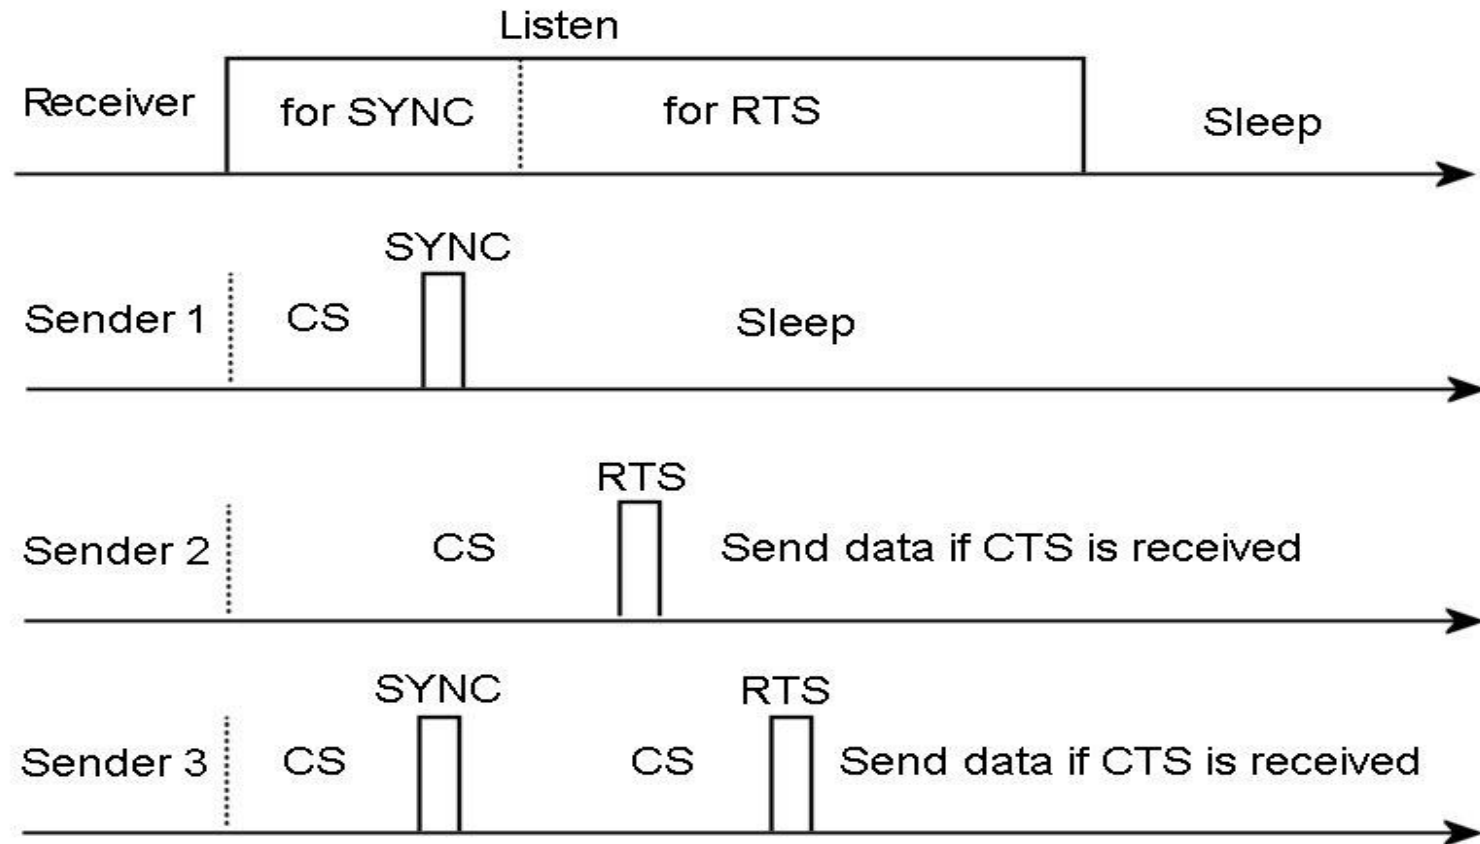 Listen
Receiver for SYNC for RTS Sleep
SYNC
Sender 1 CS Sleep
RTS
Sender 2 CS Send data if CTS is received
SYNC RTS
Sender 3 CS CS Send data if CTS is received